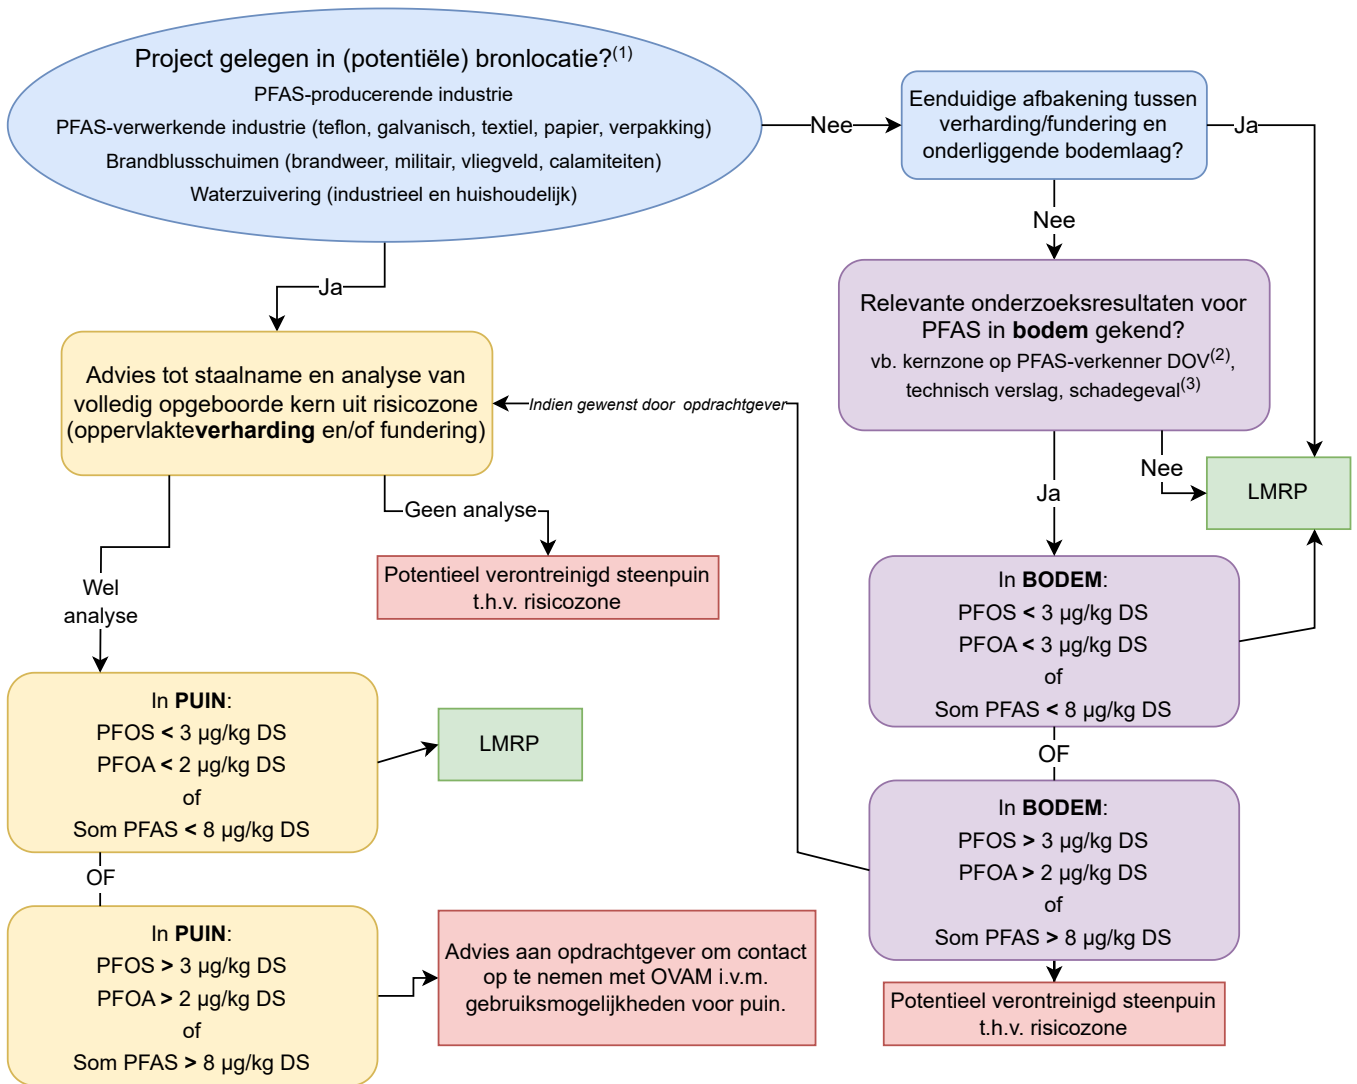 Project gelegen in (potentiële) bronlocatie?(1)
PFAS-producerende industrie
PFAS-verwerkende industrie (teflon, galvanisch, textiel, papier, verpakking)
Brandblusschuimen (brandweer, militair, vliegveld, calamiteiten)
Waterzuivering (industrieel en huishoudelijk)
Nee
Eenduidige afbakening tussen
verharding/fundering en
onderliggende bodemlaag?
Ja
Nee
Ja
Relevante onderzoeksresultaten voor
PFAS in bodem gekend?
vb. kernzone op PFAS-verkenner DOV(2),
technisch verslag, schadegeval(3)
Advies tot staalname en analyse van
volledig opgeboorde kern uit risicozone
(oppervlakteverharding en/of fundering)
Indien gewenst door opdrachtgever
Nee
LMRP
Ja
Geen analyse
Potentieel verontreinigd steenpuin
t.h.v. risicozone
Wel
analyse
In BODEM:
PFOS < 3 µg/kg DS
PFOA < 3 µg/kg DS
of
Som PFAS < 8 µg/kg DS
In PUIN:
PFOS < 3 µg/kg DS
PFOA < 2 µg/kg DS
of
Som PFAS < 8 µg/kg DS
LMRP
OF
In BODEM:
PFOS > 3 µg/kg DS
PFOA > 2 µg/kg DS
of
Som PFAS > 8 µg/kg DS
OF
In PUIN:
PFOS > 3 µg/kg DS
PFOA > 2 µg/kg DS
of
Som PFAS > 8 µg/kg DS
Advies aan opdrachtgever om contact
op te nemen met OVAM i.v.m.
gebruiksmogelijkheden voor puin.
Potentieel verontreinigd steenpuin
t.h.v. risicozone